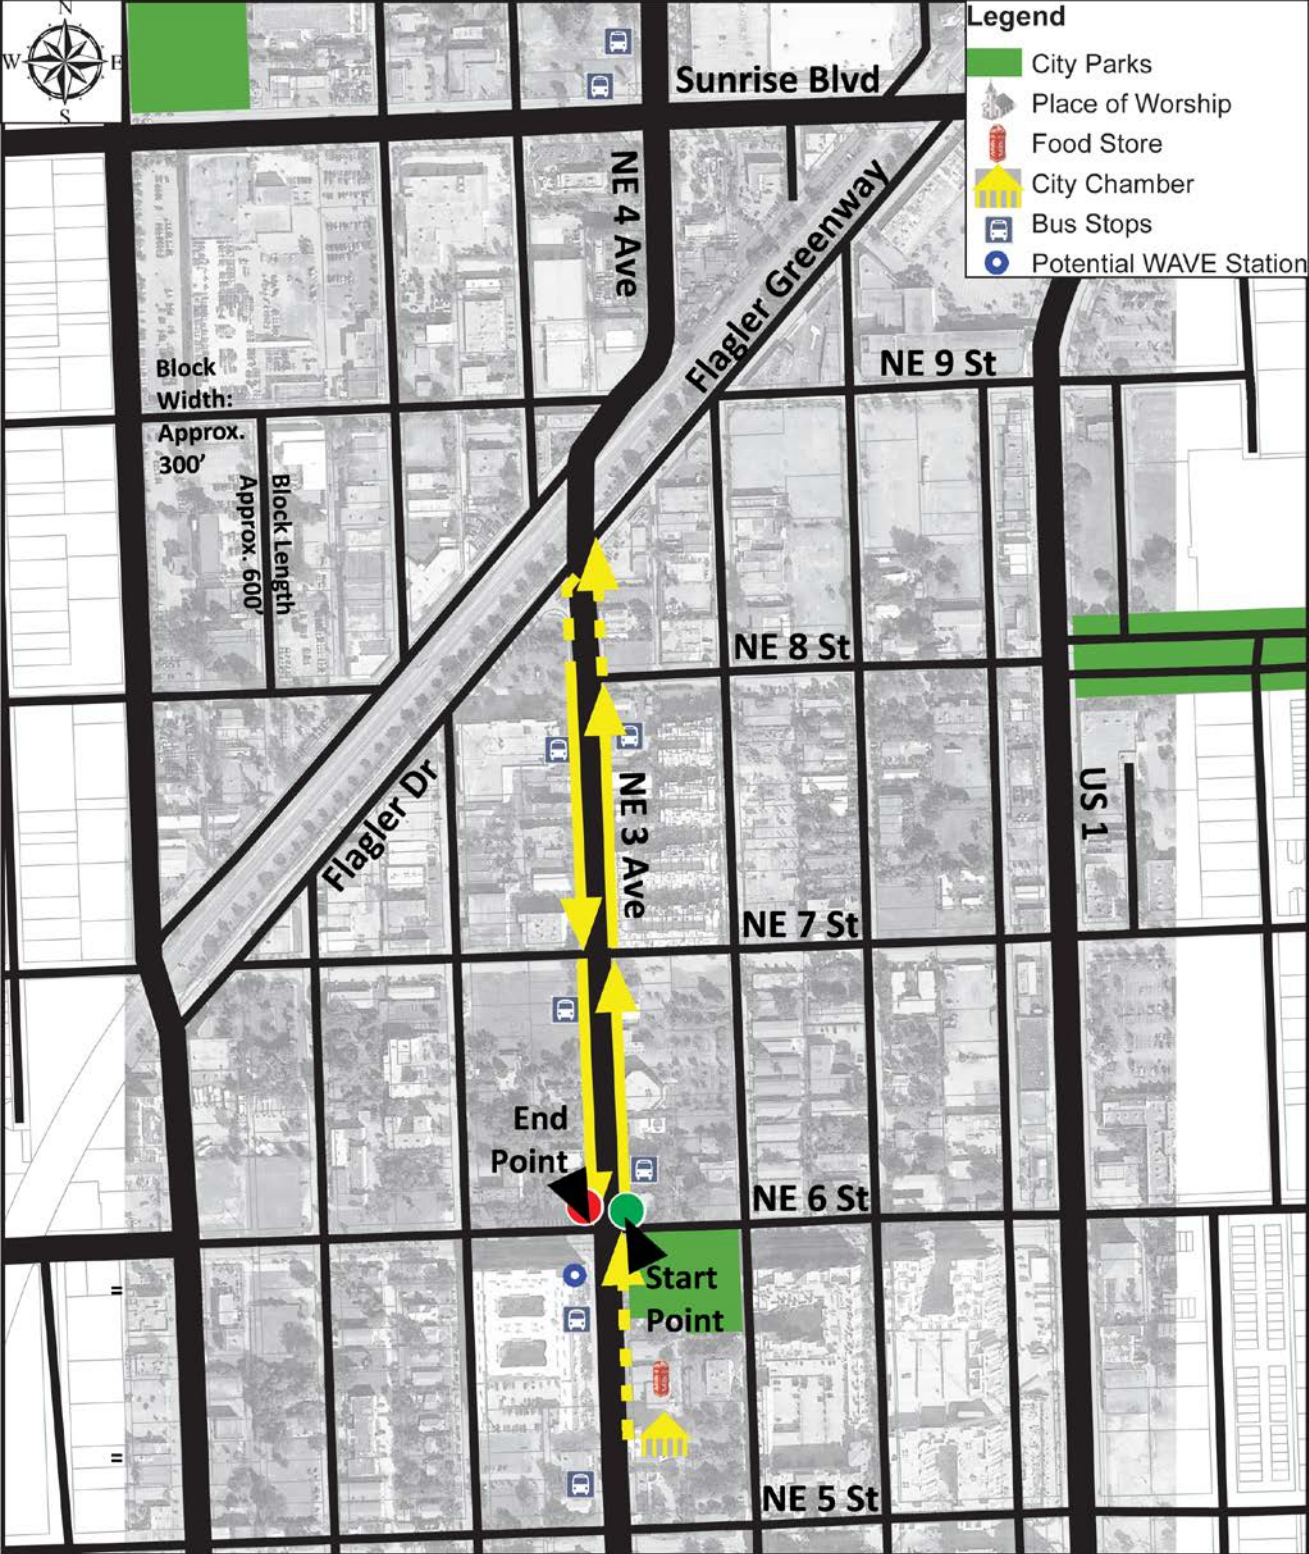 N
W
E
S
Legend
City Parks
Place of Worship
Food Store
City Chamber
Bus Stops
Potential WAVE Station
Sunrise Blvd
NE 4 Ave
Flagler Greenway
NE 9 St
Block
Width:
Approx.
300'
Block Length
Approx. 600'
NE 8 St
US 1
NE 3 Ave
Flagler Dr
NE 7 St
End
Point
NE 6 St
Start
Point
NE 5 St